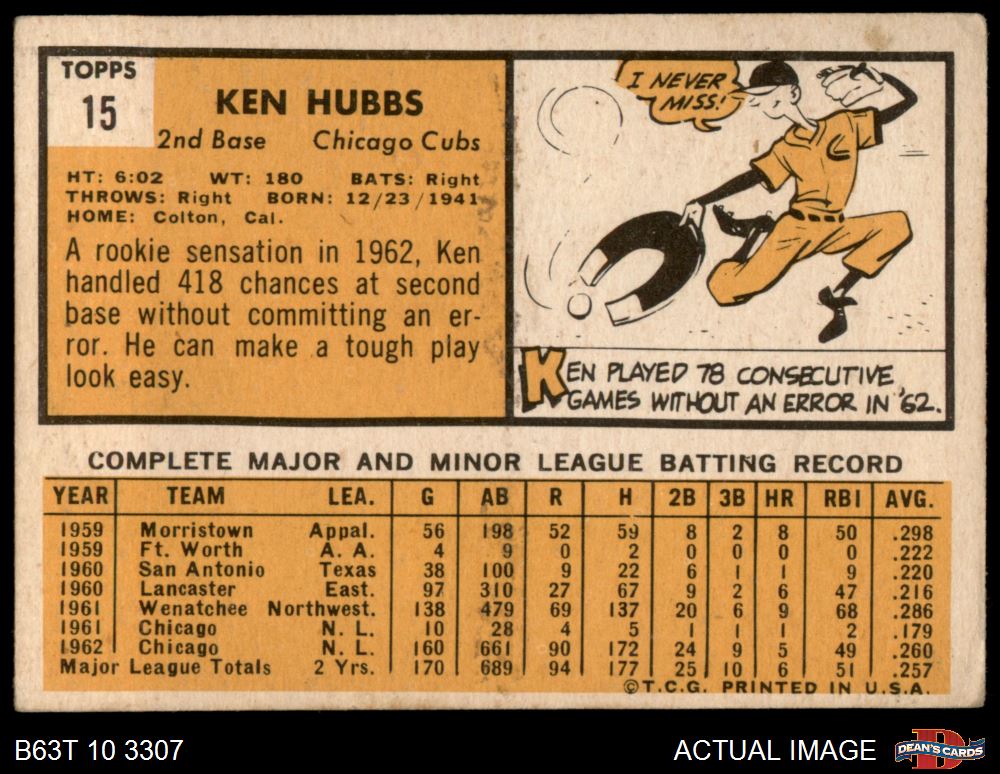 TOPPS
15
KEN HUBBS
2nd Base Chicago Cubs
HT: 6:02 WT: 180 BATS: Right
THROWS: Right BORN: 12/23/1941
HOME: Colton, Cal.
A rookie sensation in 1962, Ken
handled 418 chances at second
base without committing an er-
ror. He can make a tough play
look easy.
I NEVER
MISS!
C
KEN PLAYED 78 CONSECUTIVE
GAMES WITHOUT AN ERROR IN '62.
COMPLETE MAJOR AND MINOR LEAGUE BATTING RECORD
YEAR TEAM LEA. G AB R H 2B 3B HR RBI AVG.
1959 Morristown Appal. 56 198 52 59 8 2 8 50 .298
1959 Ft. Worth A. A. 4 9 0 2 0 0 0 0 .222
1960 San Antonio Texas 38 100 9 22 6 1 1 9 .220
1960 Lancaster East. 97 310 27 67 9 2 6 47 .216
1961 Wenatchee Northwest. 138 479 69 137 20 6 9 68 .286
1961 Chicago N. L. 10 28 4 5 1 1 1 2 .179
1962 Chicago N. L. 160 661 90 172 24 9 5 49 .260
Major League Totals 2 Yrs. 170 689 94 177 25 10 6 51 .257
©T.C.G. PRINTED IN U.S.A.
B63T 10 3307
ACTUAL IMAGE
D
DEAN'S CARDS